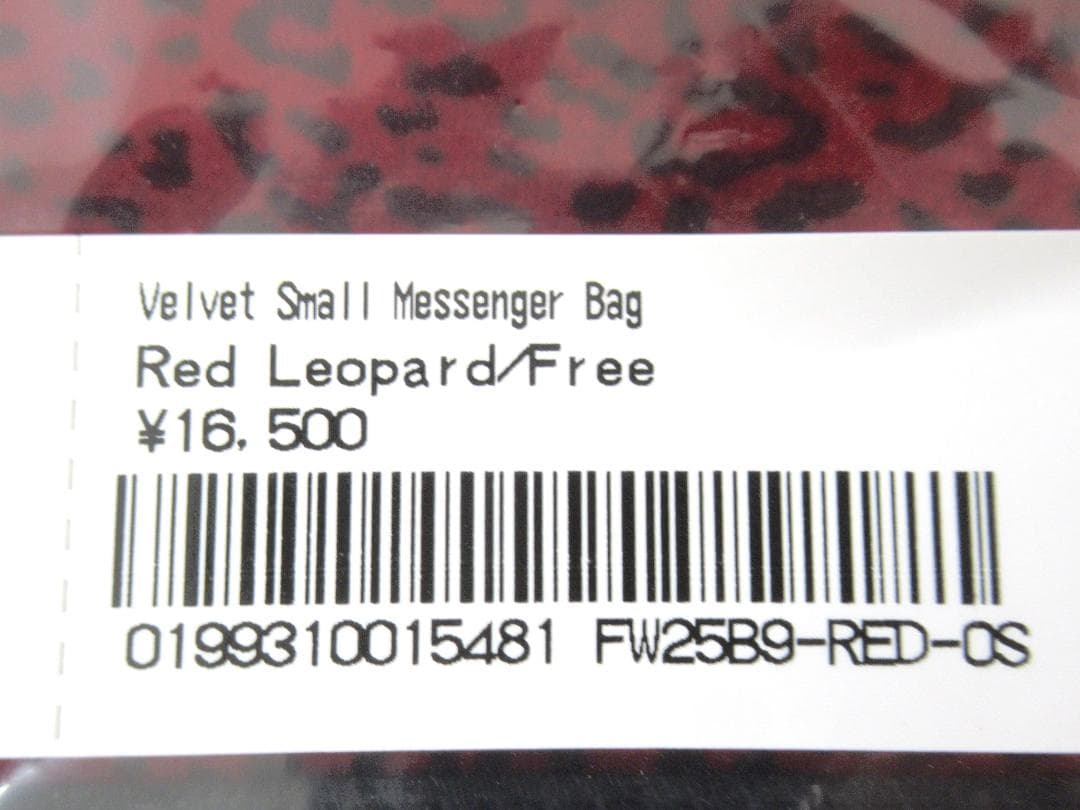 Velvet Small Messenger Bag
Red Leopard/Free
¥16,500
0199310015481 FW25B9-RED-OS